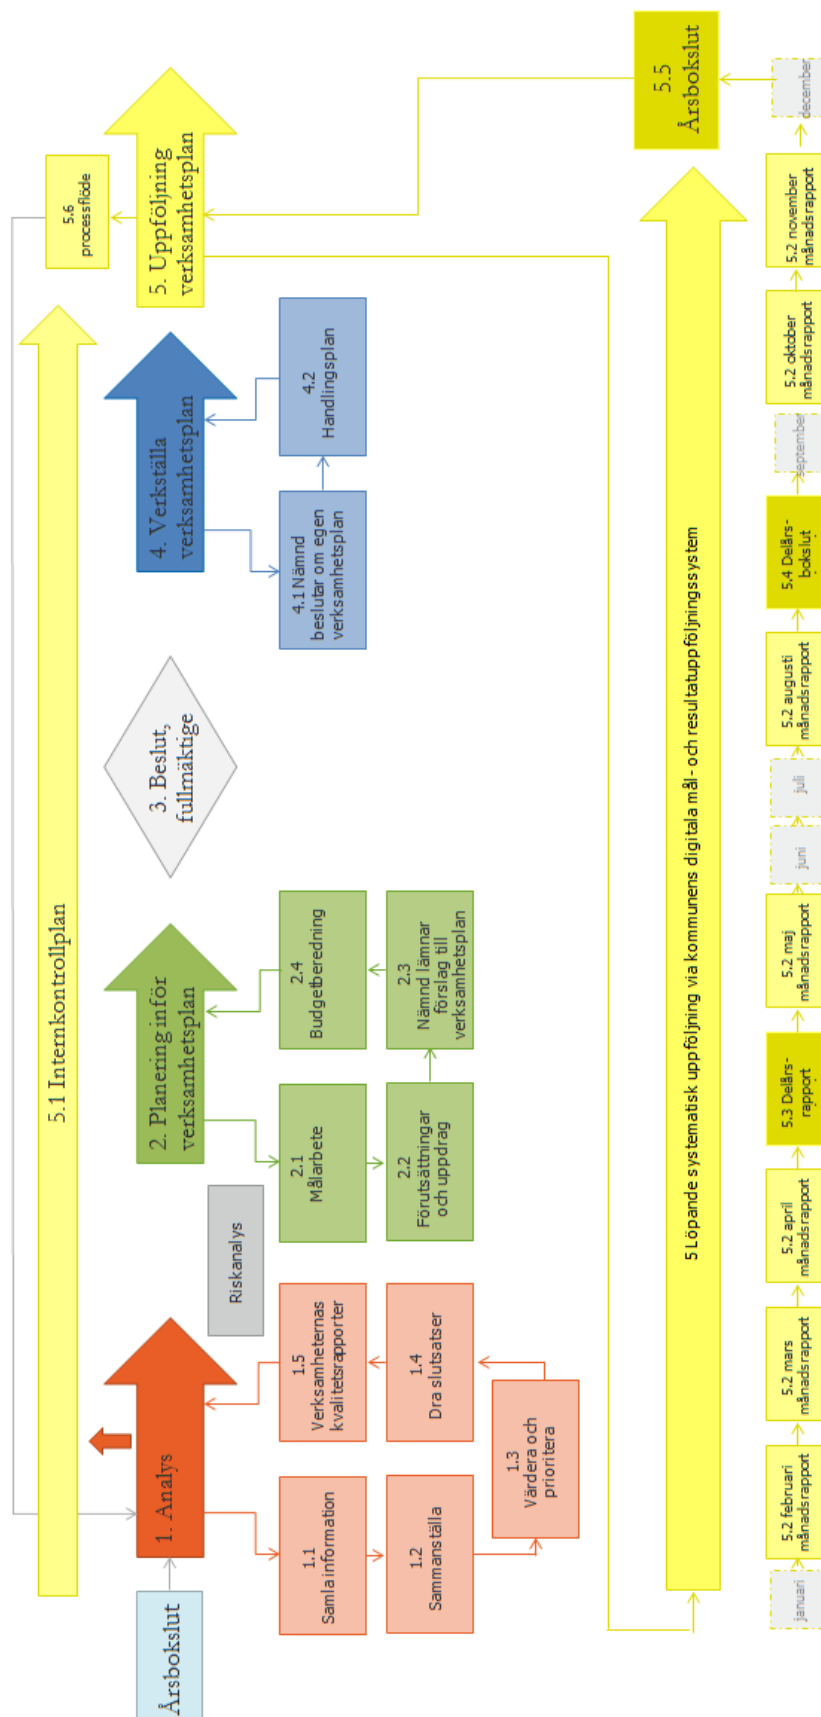 5.6
processflöde
5.1 Internkontrollplan
Årsbokslut
1. Analys
2. Planering inför
verksamhetsplan
3. Beslut,
fullmäktige
4. Verkställa
verksamhetsplan
5. Uppföljning
verksamhetsplan
Riskanalys
1.1
Samla information
1.5
Verksamheternas
kvalitetsrapporter
2.1
Målarbete
2.4
Budgetberedning
4.1 Nämnd
beslutar om egen
verksamhetsplan
4.2
Handlingsplan
1.2
Sammanställa
1.4
Dra slutsatser
2.2
Förutsättningar
och uppdrag
2.3
Nämnd lämnar
förslag till
verksamhetsplan
1.3
Värdera och
prioritera
5 Löpande systematisk uppföljning via kommunens digitala mål- och resultatuppföljningssystem
5.5
Årsbokslut
januari
5.2 februari
månadsrapport
5.2 mars
månadsrapport
5.2 april
månadsrapport
5.3 Delårs-
rapport
5.2 maj
månadsrapport
juni
juli
5.2 augusti
månadsrapport
5.4 Delårs-
bokslut
september
5.2 oktober
månadsrapport
5.2 november
månadsrapport
december